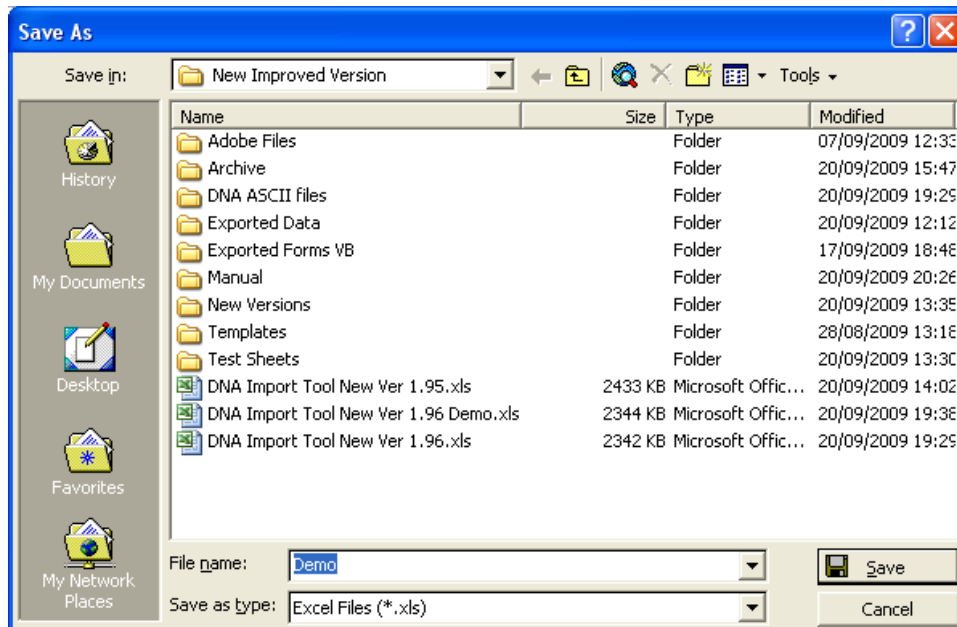 Save As
Save in: New Improved Version Tools
Name Size Type Modified
Adobe Files Folder 07/09/2009 12:33
Archive Folder 20/09/2009 15:47
DNA ASCII files Folder 20/09/2009 19:29
Exported Data Folder 20/09/2009 12:12
Exported Forms VB Folder 17/09/2009 18:48
Manual Folder 20/09/2009 20:26
New Versions Folder 20/09/2009 13:35
Templates Folder 28/08/2009 13:18
Test Sheets Folder 20/09/2009 13:30
DNA Import Tool New Ver 1.95.xls 2433 KB Microsoft Offic... 20/09/2009 14:02
DNA Import Tool New Ver 1.96 Demo.xls 2344 KB Microsoft Offic... 20/09/2009 19:38
DNA Import Tool New Ver 1.96.xls 2342 KB Microsoft Offic... 20/09/2009 19:29
History
My Documents
Desktop
Favorites
My Network
Places
File name: Demo Save
Save as type: Excel Files (*.xls) Cancel